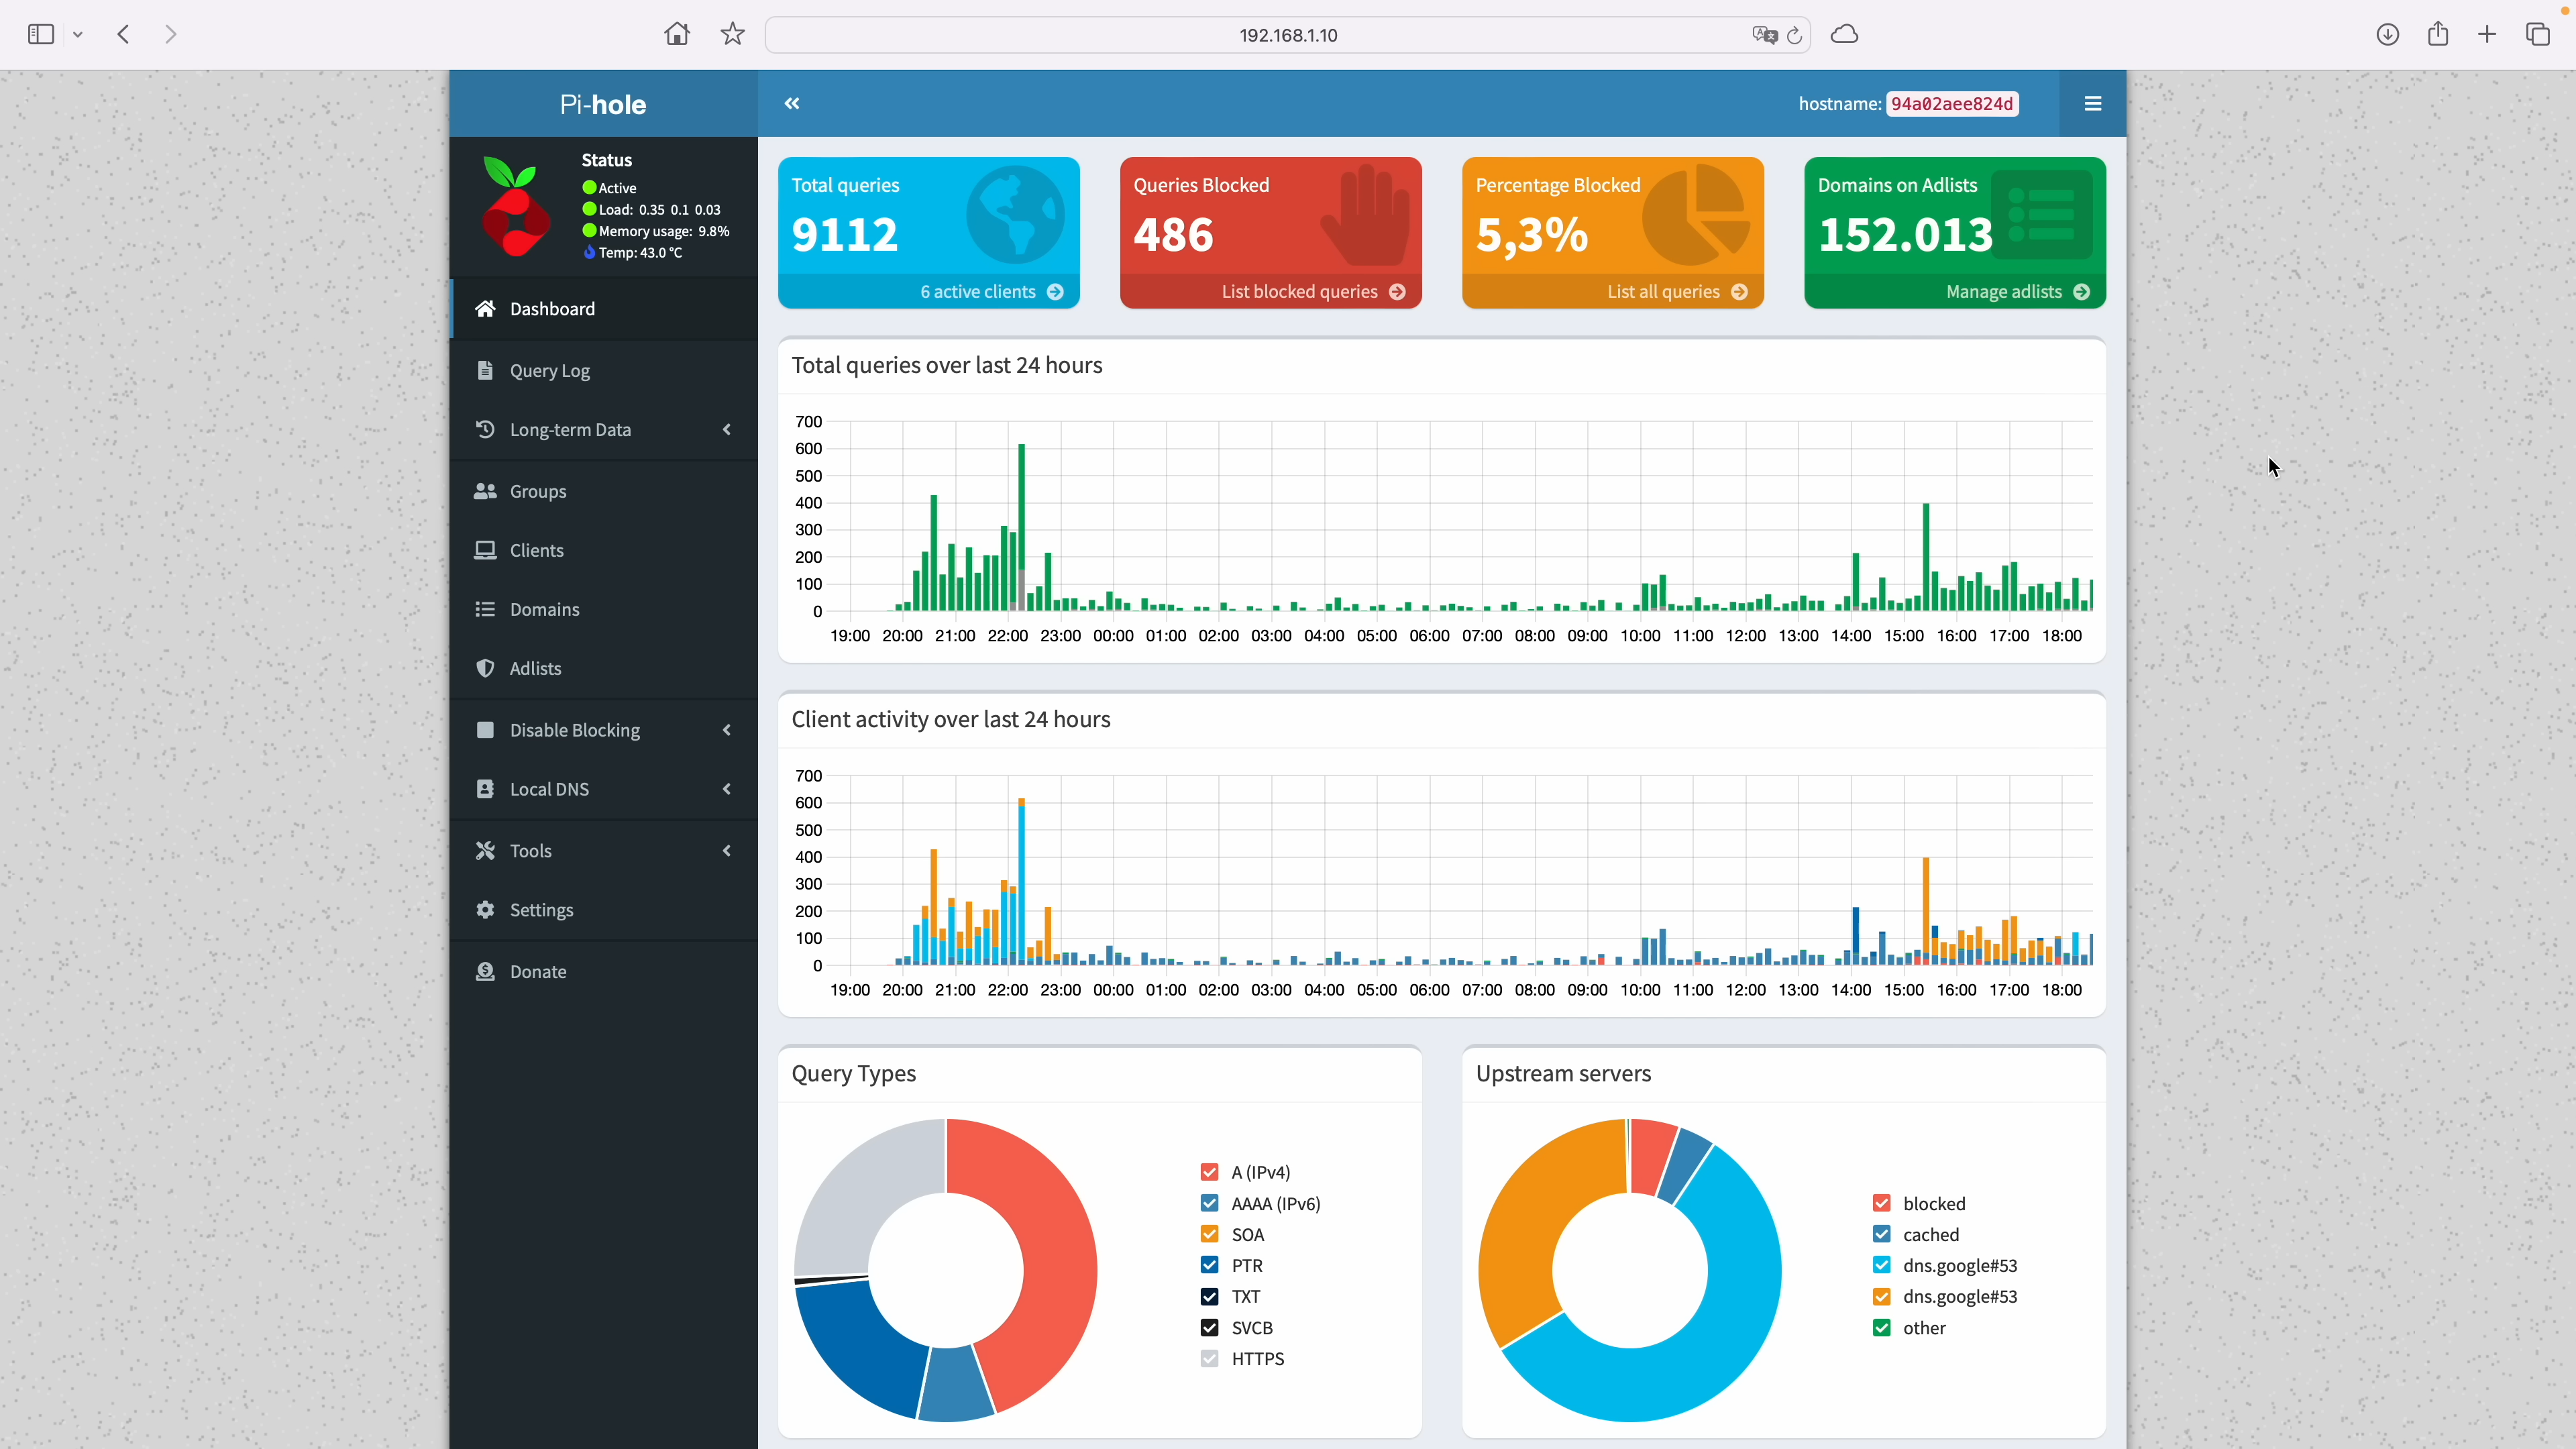 192.168.1.10
Pi-hole
hostname: 94a02aee824d
Status
Active
Load: 0.35 0.1 0.03
Memory usage: 9.8%
Temp: 43.0 °C
Dashboard
Query Log
Long-term Data
Groups
Clients
Domains
Adlists
Disable Blocking
Local DNS
Tools
Settings
Donate
Total queries
9112
6 active clients
Queries Blocked
486
List blocked queries
Percentage Blocked
5,3%
List all queries
Domains on Adlists
152.013
Manage adlists
Total queries over last 24 hours
700
600
500
400
300
200
100
0
19:00 20:00 21:00 22:00 23:00 00:00 01:00 02:00 03:00 04:00 05:00 06:00 07:00 08:00 09:00 10:00 11:00 12:00 13:00 14:00 15:00 16:00 17:00 18:00
Client activity over last 24 hours
700
600
500
400
300
200
100
0
19:00 20:00 21:00 22:00 23:00 00:00 01:00 02:00 03:00 04:00 05:00 06:00 07:00 08:00 09:00 10:00 11:00 12:00 13:00 14:00 15:00 16:00 17:00 18:00
Query Types
A (IPv4)
AAAA (IPv6)
SOA
PTR
TXT
SVCB
HTTPS
Upstream servers
blocked
cached
dns.google#53
dns.google#53
other